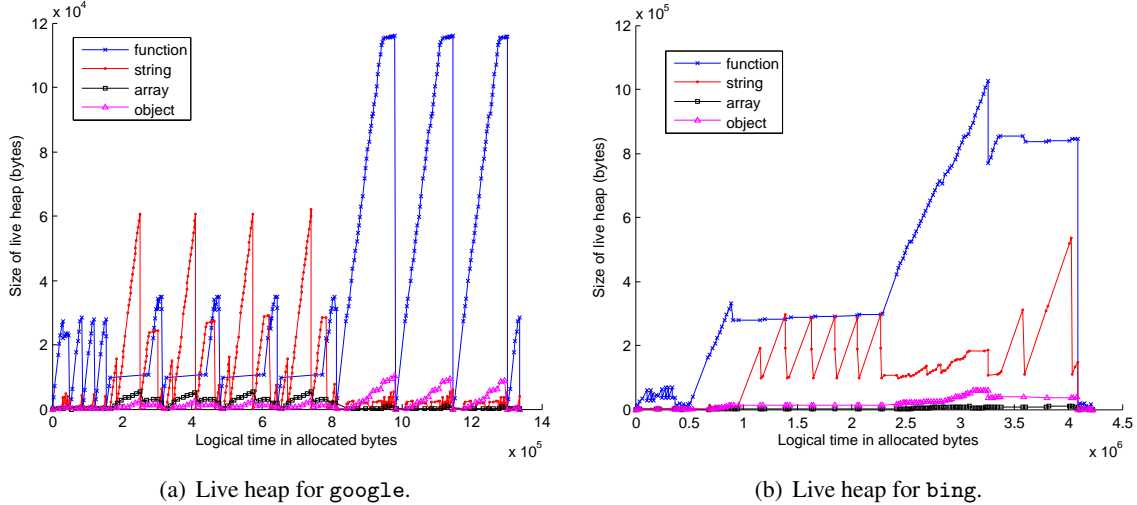 12
x 10^4
function
string
array
object
10
8
6
4
2
0
Size of live heap (bytes)
0
2
4
6
8
10
12
14
Logical time in allocated bytes
x 10^5
(a) Live heap for google.
12
x 10^5
function
string
array
object
10
8
6
4
2
0
Size of live heap (bytes)
0
0.5
1
1.5
2
2.5
3
3.5
4
4.5
Logical time in allocated bytes
x 10^6
(b) Live heap for bing.